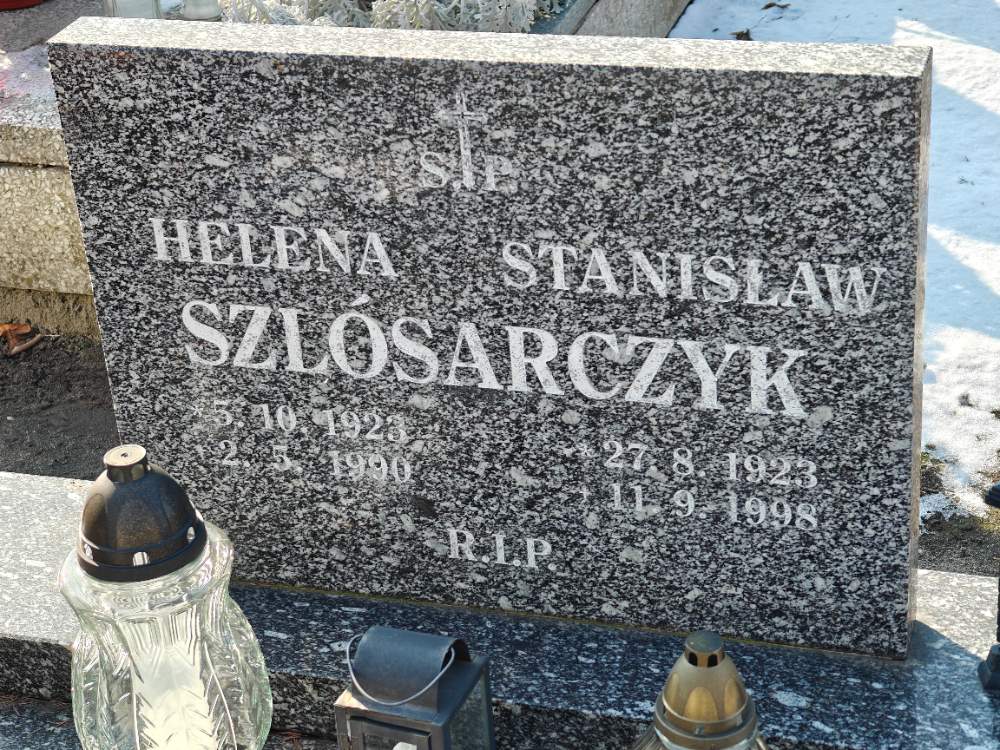 Ś.P.
HELENA STANISŁAW
SZLÓSARCZYK
* 5. 10. 1923
* 27. 8. 1923
† 2. 5. 1990
† 11. 9. 1998
R.I.P.